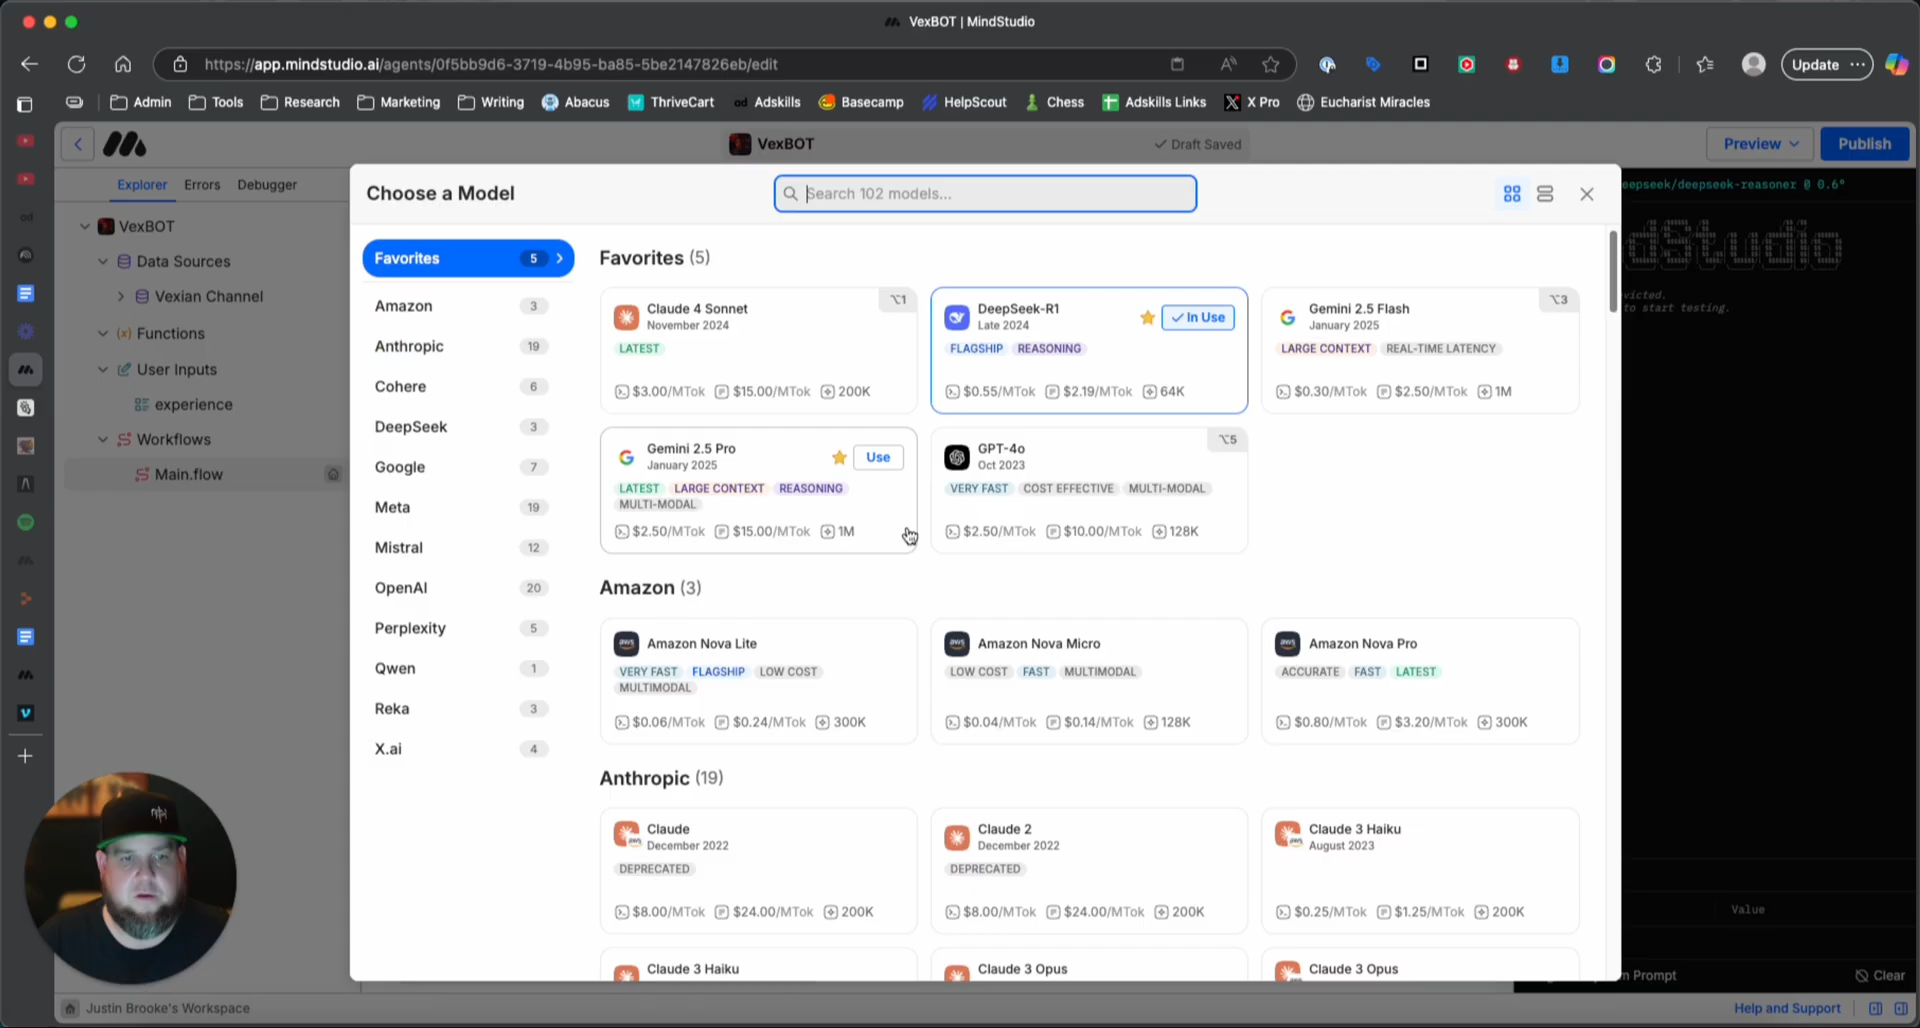 VexBOT | MindStudio
https://app.mindstudio.ai/agents/0f5bb9d6-3719-4b95-ba85-5be2147826eb/edit
Update
Admin Tools Research Marketing Writing Abacus ThriveCart Adskills Basecamp HelpScout Chess Adskills Links X Pro Eucharist Miracles
VexBOT
Draft Saved
Preview
Publish
Explorer Errors Debugger
VexBOT
Data Sources
Vexian Channel
Functions
User Inputs
experience
Workflows
Main.flow
Choose a Model
Search 102 models...
Favorites 5
Amazon 3
Anthropic 19
Cohere 6
DeepSeek 3
Google 7
Meta 19
Mistral 12
OpenAI 20
Perplexity 5
Qwen 1
Reka 3
X.ai 4
Favorites (5)
Claude 4 Sonnet
⌥1
November 2024
LATEST
$3.00/MTok $15.00/MTok 200K
DeepSeek-R1
Late 2024
In Use
FLAGSHIP REASONING
$0.55/MTok $2.19/MTok 64K
Gemini 2.5 Flash
⌥3
January 2025
LARGE CONTEXT REAL-TIME LATENCY
$0.30/MTok $2.50/MTok 1M
Gemini 2.5 Pro
January 2025
Use
LATEST LARGE CONTEXT REASONING
MULTI-MODAL
$2.50/MTok $15.00/MTok 1M
GPT-4o
⌥5
Oct 2023
VERY FAST COST EFFECTIVE MULTI-MODAL
$2.50/MTok $10.00/MTok 128K
Amazon (3)
Amazon Nova Lite
VERY FAST FLAGSHIP LOW COST
MULTIMODAL
$0.06/MTok $0.24/MTok 300K
Amazon Nova Micro
LOW COST FAST MULTIMODAL
$0.04/MTok $0.14/MTok 128K
Amazon Nova Pro
ACCURATE FAST LATEST
$0.80/MTok $3.20/MTok 300K
Anthropic (19)
Claude
December 2022
DEPRECATED
$8.00/MTok $24.00/MTok 200K
Claude 2
December 2022
DEPRECATED
$8.00/MTok $24.00/MTok 200K
Claude 3 Haiku
August 2023
$0.25/MTok $1.25/MTok 200K
Claude 3 Haiku
Claude 3 Opus
Claude 3 Opus
eepseek/deepseek-reasoner @ 0.6°
dStudio
victed.
to start testing.
Value
Prompt
Clear
Justin Brooke's Workspace
Help and Support